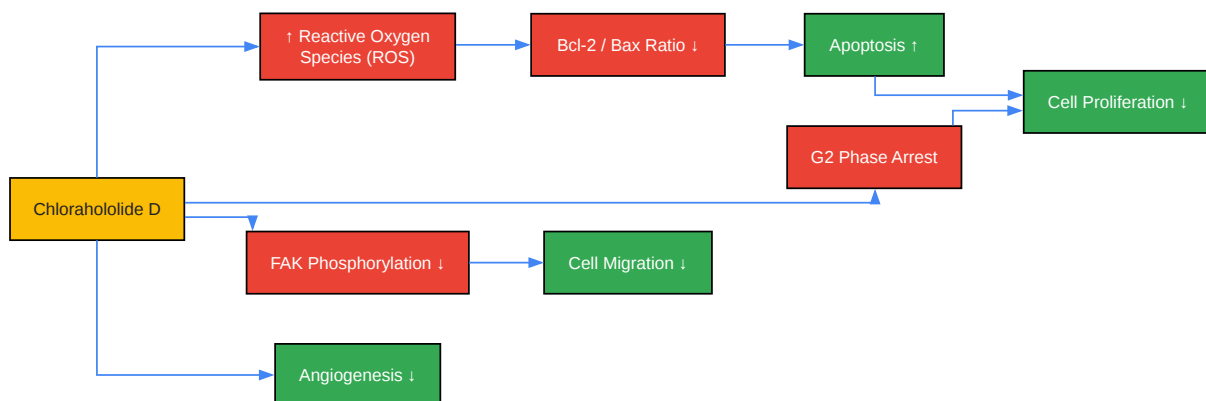 ↑ Reactive Oxygen
Species (ROS)
Bcl-2 / Bax Ratio ↓
Apoptosis ↑
Cell Proliferation ↓
G2 Phase Arrest
Chlorahololide D
FAK Phosphorylation ↓
Cell Migration ↓
Angiogenesis ↓